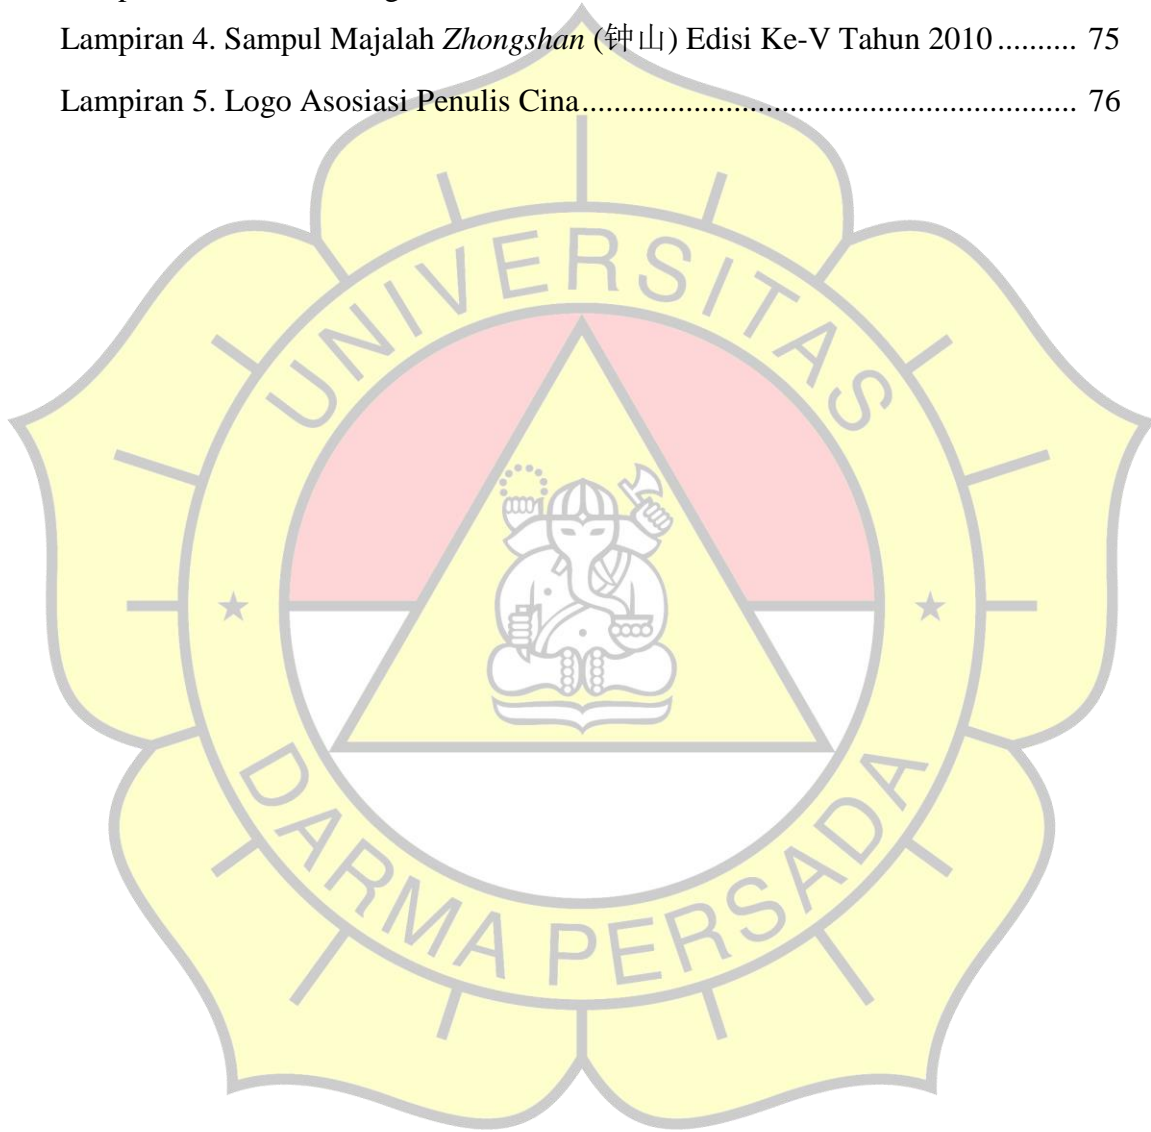 Lampiran 4. Sampul Majalah Zhongshan (钟山) Edisi Ke-V Tahun 2010 .......... 75
Lampiran 5. Logo Asosiasi Penulis Cina.............................................................. 76
UNIVERSITAS
DARMA PERSADA